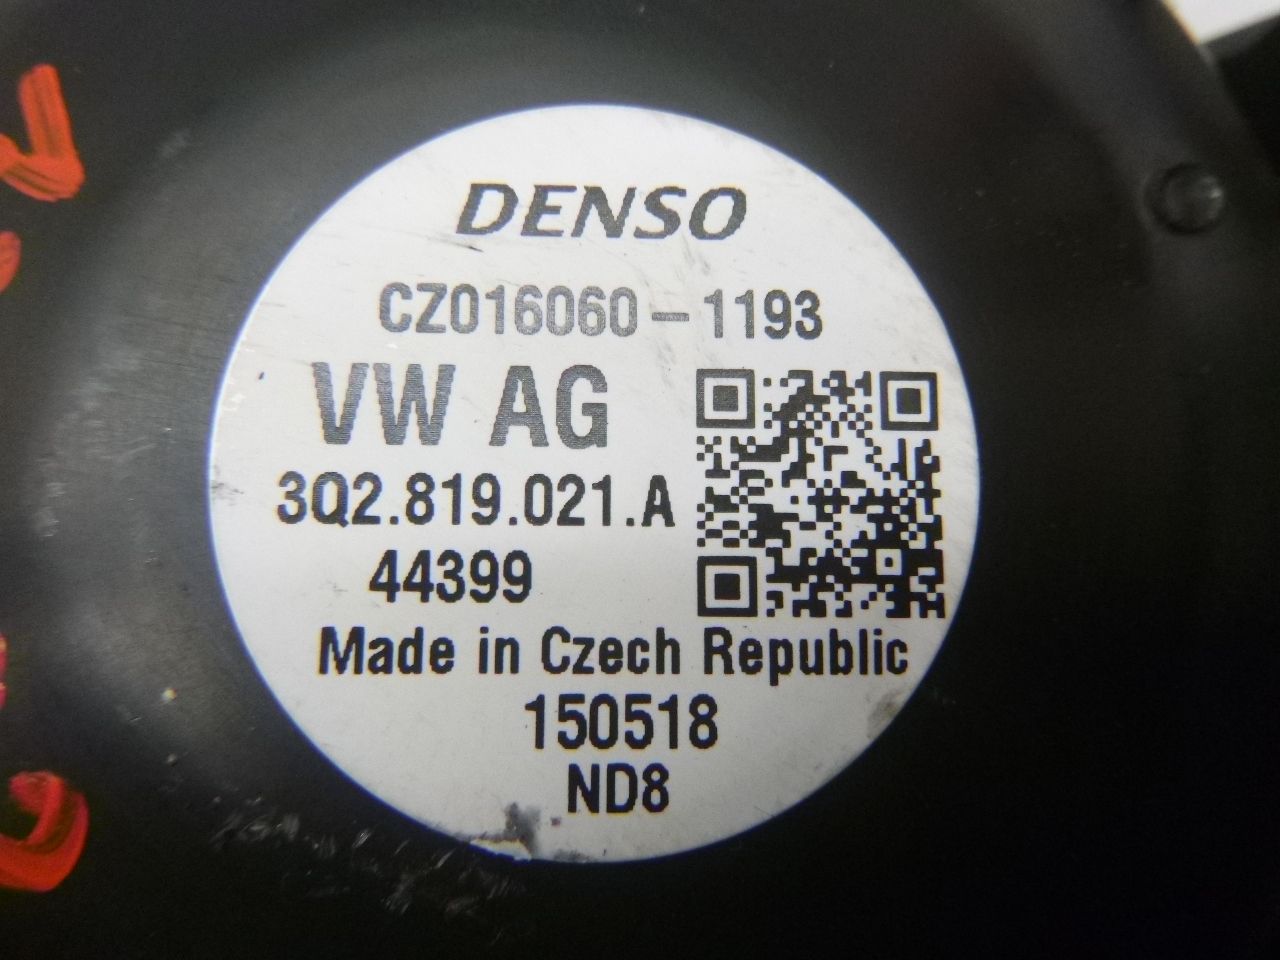 DENSO
CZ016060-1193
VW AG
3Q2.819.021.A
44399
Made in Czech Republic
150518
ND8